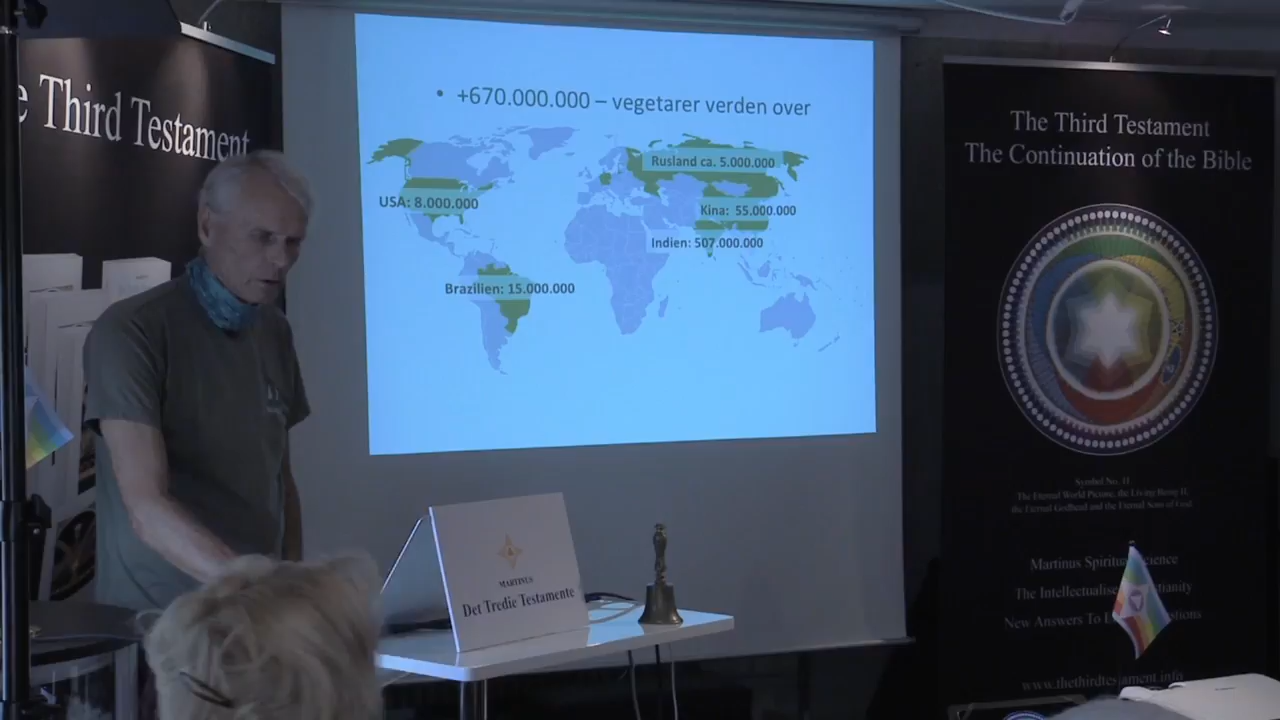 e Third Testament
• +670.000.000 – vegetarer verden over
Rusland ca. 5.000.000
USA: 8.000.000
Kina: 55.000.000
Indien: 507.000.000
Brazilien: 15.000.000
MARTINUS
Det Tredie Testamente
The Third Testament
The Continuation of the Bible
Symbol No. 11
The Eternal World Picture, the Living Being II,
the Eternal Godhead and the Eternal Sons of God
Martinus Spiritual Science
The Intellectualise
New Answers To
www.thethirdtestament.info